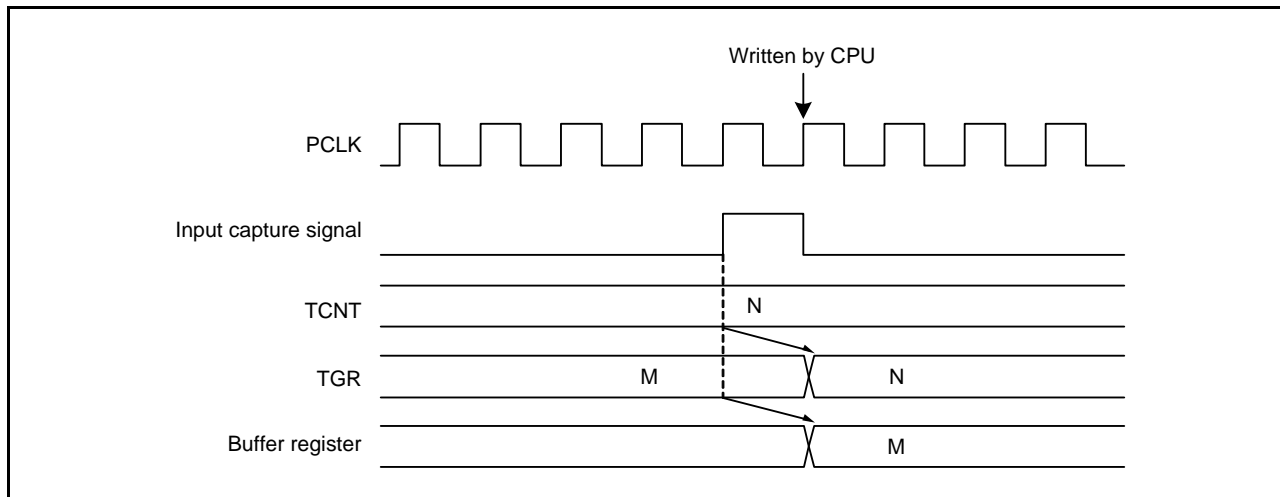 Written by CPU
PCLK
Input capture signal
TCNT
N
TGR
M
N
Buffer register
M